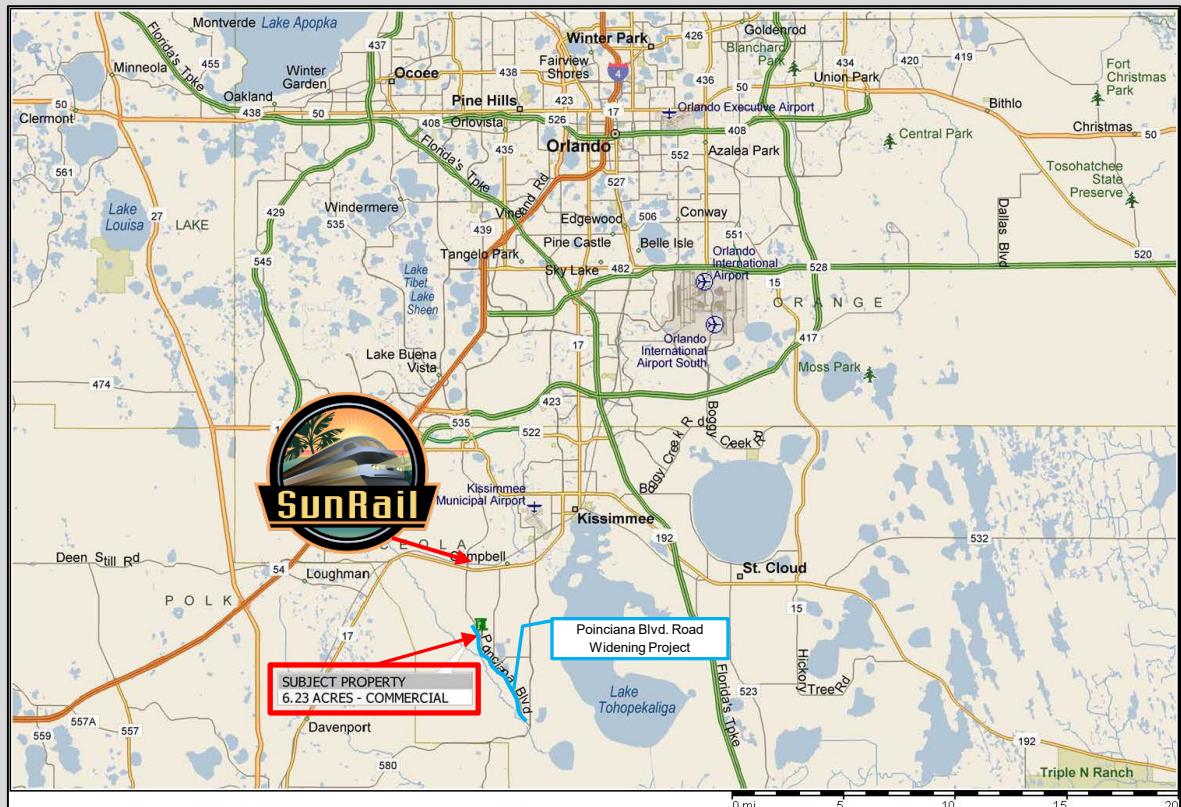 Montverde
Lake Apopka
Florida's Tpke
437
Winter Park
426
Goldenrod
Blanchard
Park
434
420
419
Fort
Christmas
Park
455
Minneola
Winter
Garden
Ocoee
438
Fairview
Shores
4
436
Union Park
Oakland
Pine Hills
423
17
Orlando Executive Airport
50
Bithlo
50
Clermont
438
50
408
Orlovista
526
Orlando
408
Central Park
Christmas
50
Florida's Tpke
435
552
Azalea Park
561
Vineland Rd
527
Tosohatchee
State
Preserve
Lake
Louisa
27
LAKE
429
Windermere
535
Edgewood
506
Conway
Dallas Blvd
439
Pine Castle
Belle Isle
551
545
Tangelo Park
Sky Lake
482
Orlando
International
Airport
528
520
Lake
Tibet
Lake
Sheen
15
ORANGE
17
Orlando
International
Airport South
417
Lake Buena
Vista
Moss Park
474
423
535
522
Boggy Creek Rd
Boggy Creek Rd
SunRail
Kissimmee
Municipal Airport
Kissimmee
CEOLA
192
532
Deen Still Rd
Campbell
54
Loughman
St. Cloud
POLK
17
15
Poinciana Blvd
Poinciana Blvd. Road
Widening Project
SUBJECT PROPERTY
6.23 ACRES - COMMERCIAL
Hickory Tree Rd
523
Lake
Tohopekaliga
Florida's Tpke
557A
559
557
Davenport
580
192
Triple N Ranch
0 mi
5
10
15
20